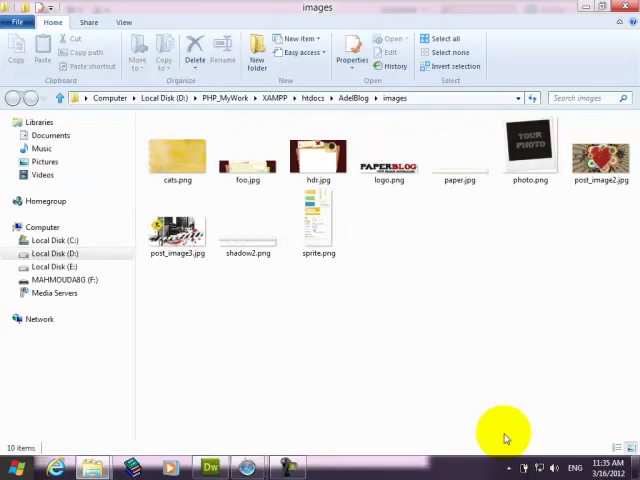 images
File
Home
Share
View
Copy
Paste
Cut
Copy path
Clipboard
Move to
Copy to
Delete
Rename
Organize
New folder
New item
Easy access
New
Properties
Open
Edit
History
Open
Select all
Select none
Invert selection
Select
Computer
Local Disk (D:)
PHP_MyWork
XAMPP
htdocs
AdelBlog
images
Search images
Libraries
Documents
Music
Pictures
Videos
Homegroup
Computer
Local Disk (C:)
Local Disk (D:)
Local Disk (E:)
MAHMOUDA8G (F:)
Media Servers
Network
PAPERBLOG
YOUR PHOTO
cats.png
foo.jpg
hdr.jpg
logo.png
paper.jpg
photo.png
post_image2.jpg
post_image3.jpg
shadow2.png
sprite.png
10 items
Dw
ENG
11:35 AM
3/16/2012